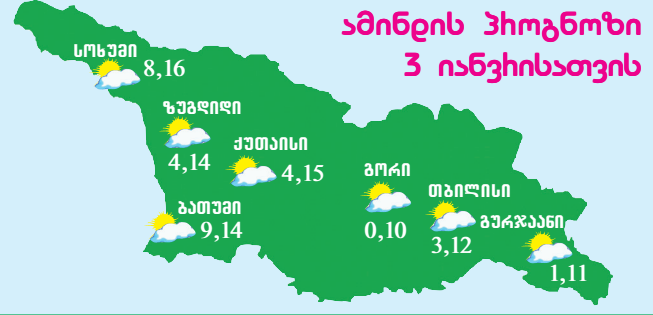 ამინდის პროგნოზი
3 იანვრისათვის
სოხუმი
8,16
ზუგდიდი
4,14
ქუთაისი
4,15
ბათუმი
9,14
გორი
0,10
თბილისი
3,12
გურჯაანი
1,11